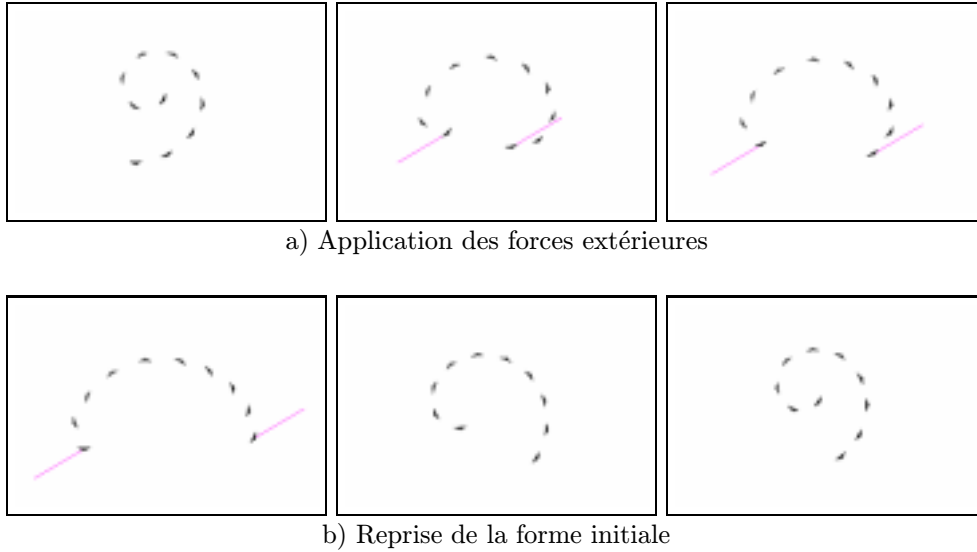 a) Application des forces extérieures
b) Reprise de la forme initiale